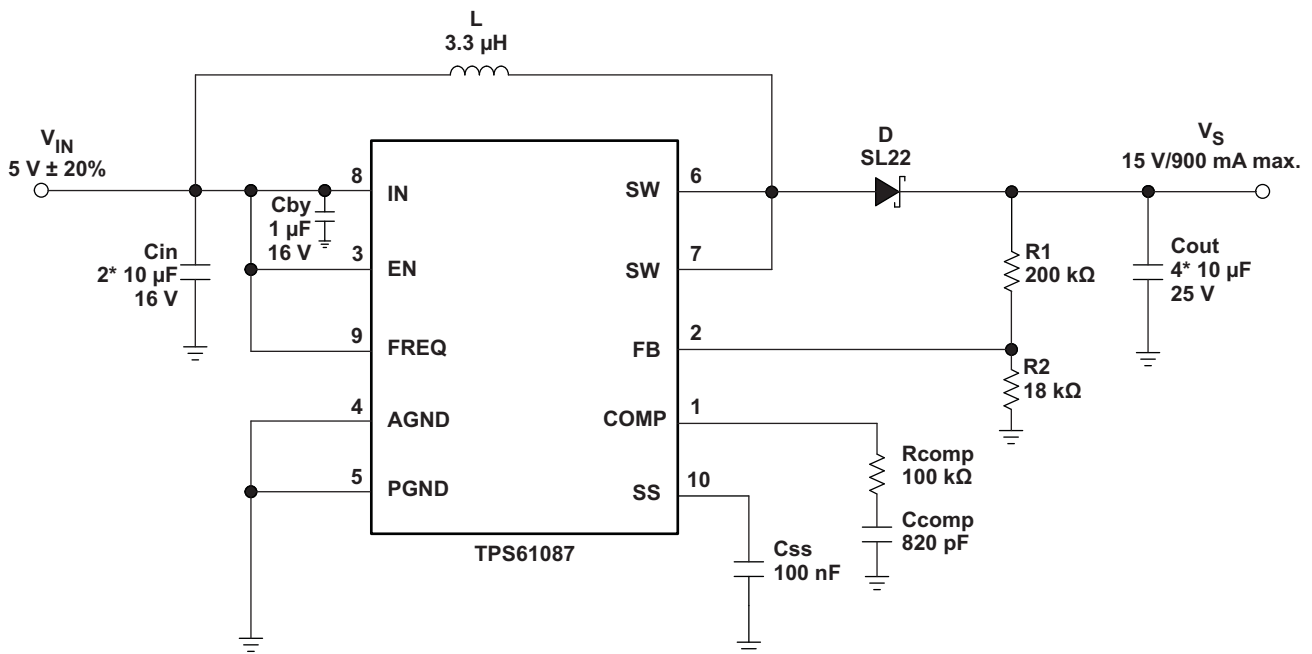 L
3.3 µH
V_IN
5 V ± 20%
D
SL22
V_S
15 V/900 mA max.
8
IN
SW
6
Cby
1 µF
16 V
Cin
2* 10 µF
16 V
3
EN
SW
7
R1
200 kΩ
Cout
4* 10 µF
25 V
9
FREQ
FB
2
R2
18 kΩ
4
AGND
COMP
1
Rcomp
100 kΩ
5
PGND
SS
10
Ccomp
820 pF
TPS61087
Css
100 nF